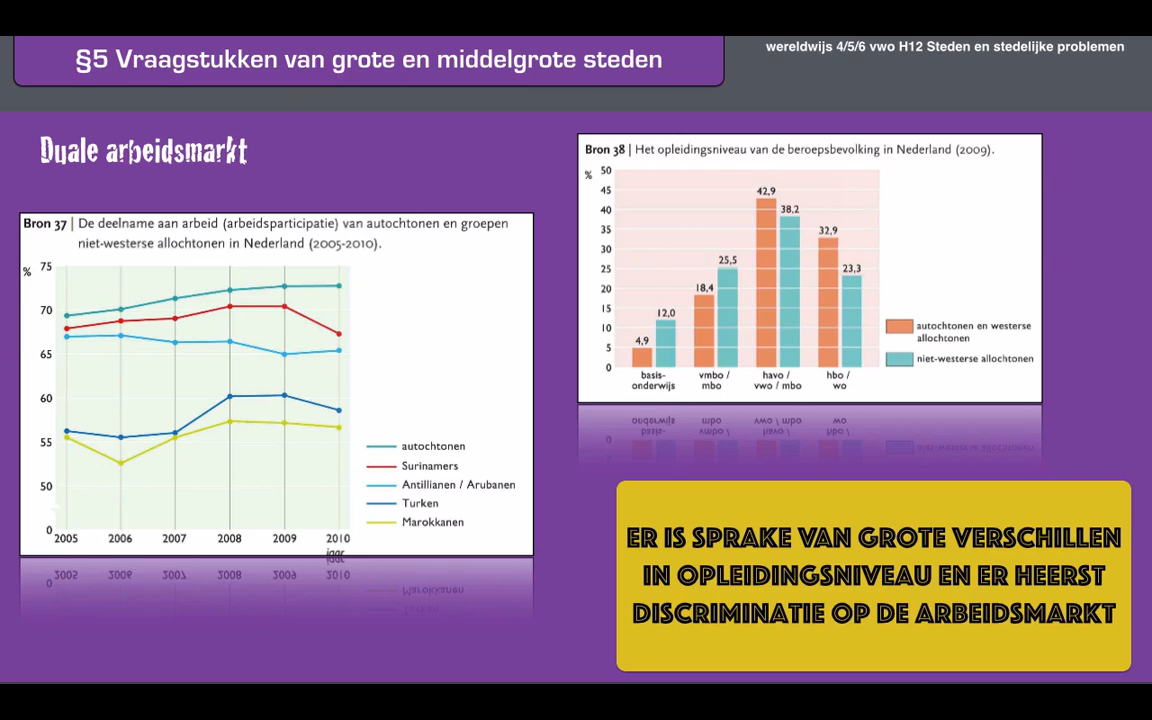 §5 Vraagstukken van grote en middelgrote steden
wereldwijs 4/5/6 vwo H12 Steden en stedelijke problemen
Duale arbeidsmarkt
Bron 37 | De deelname aan arbeid (arbeidsparticipatie) van autochtonen en groepen
niet-westerse allochtonen in Nederland (2005-2010).
%
75
70
65
60
55
50
0
2005 2006 2007 2008 2009 2010
jaar
autochtonen
Surinamers
Antillianen / Arubanen
Turken
Marokkanen
Bron 38 | Het opleidingsniveau van de beroepsbevolking in Nederland (2009).
%
50
45
40
35
30
25
20
15
10
5
0
4,9
12,0
18,4
25,5
42,9
38,2
32,9
23,3
basis-
onderwijs
vmbo /
mbo
havo /
vwo / mbo
hbo /
wo
autochtonen en westerse
allochtonen
niet-westerse allochtonen
ER IS SPRAKE VAN GROTE VERSCHILLEN
IN OPLEIDINGSNIVEAU EN ER HEERST
DISCRIMINATIE OP DE ARBEIDSMARKT